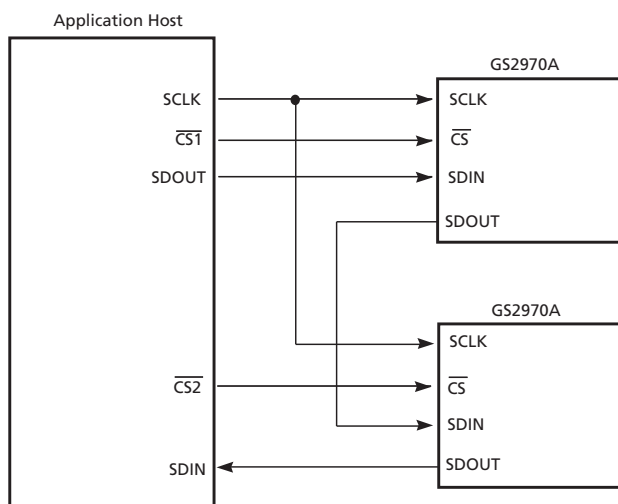 Application Host
SCLK
CS1
SDOUT
CS2
SDIN
GS2970A
SCLK
CS
SDIN
SDOUT
GS2970A
SCLK
CS
SDIN
SDOUT